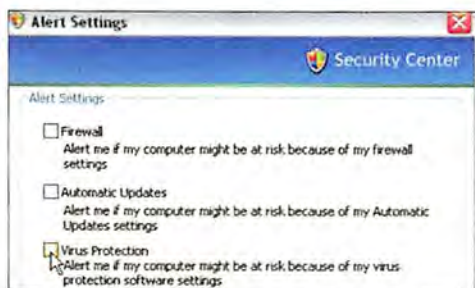 Alert Settings
Security Center
Alert Settings
Firewall
Alert me if my computer might be at risk because of my firewall
settings
Automatic Updates
Alert me if my computer might be at risk because of my Automatic
Updates settings
Virus Protection
Alert me if my computer might be at risk because of my virus
protection software settings